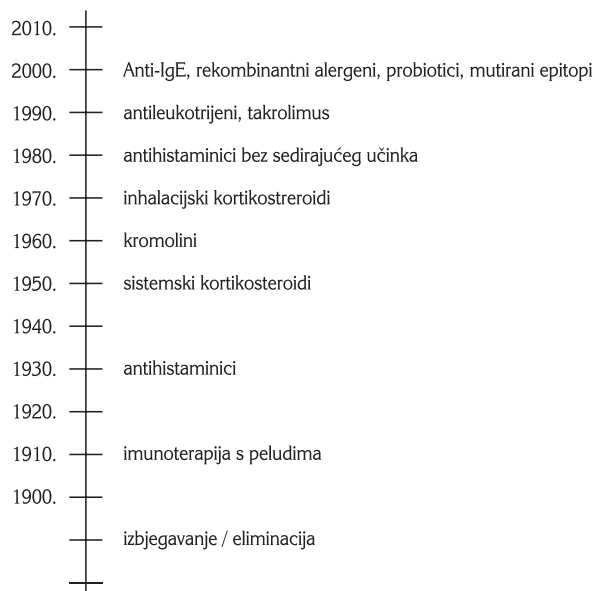 2010.
2000. Anti-IgE, rekombinantni alergeni, probiotici, mutirani epitopi
1990. antileukotrijeni, takrolimus
1980. antihistaminici bez sedirajućeg učinka
1970. inhalacijski kortikostreroidi
1960. kromolini
1950. sistemski kortikosteroidi
1940.
1930. antihistaminici
1920.
1910. imunoterapija s peludima
1900.
izbjegavanje / eliminacija